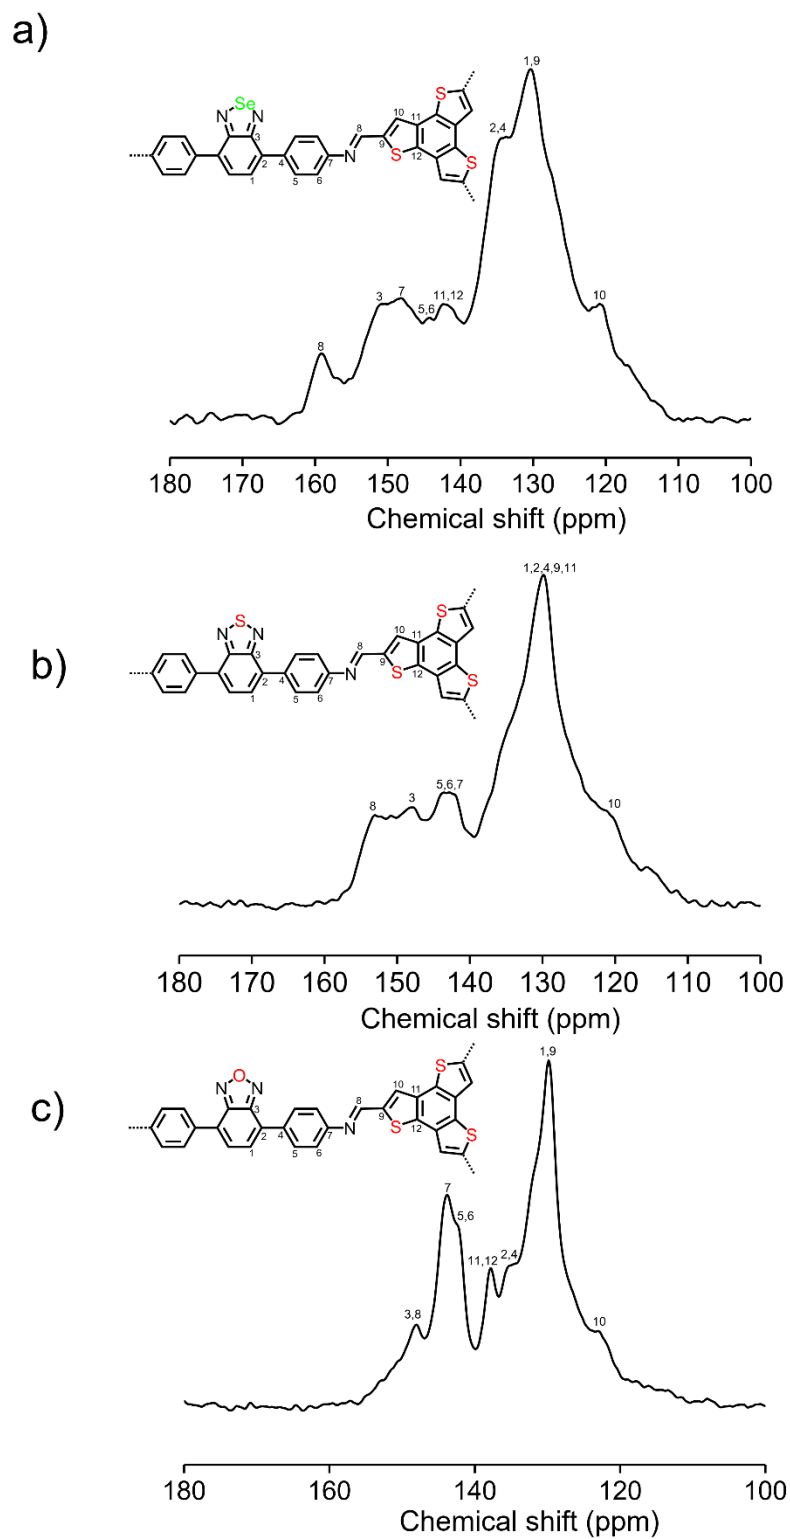 a)
1,9
Se
N N
S
8
10
2,4
3
11
2
4
7
N
9
S
12
S
1
5
6
3
7
5,6
11,12
10
8
180 170 160 150 140 130 120 110 100
Chemical shift (ppm)
1,2,4,9,11
b)
S
N N
S
8
10
3
11
2
4
7
N
9
S
12
S
1
5
6
8
3
5,6,7
10
180 170 160 150 140 130 120 110 100
Chemical shift (ppm)
1,9
c)
O
N N
S
8
10
3
11
2
4
7
N
9
S
12
S
1
5
6
7
5,6
11,12
2,4
3,8
10
180 160 140 120 100
Chemical shift (ppm)